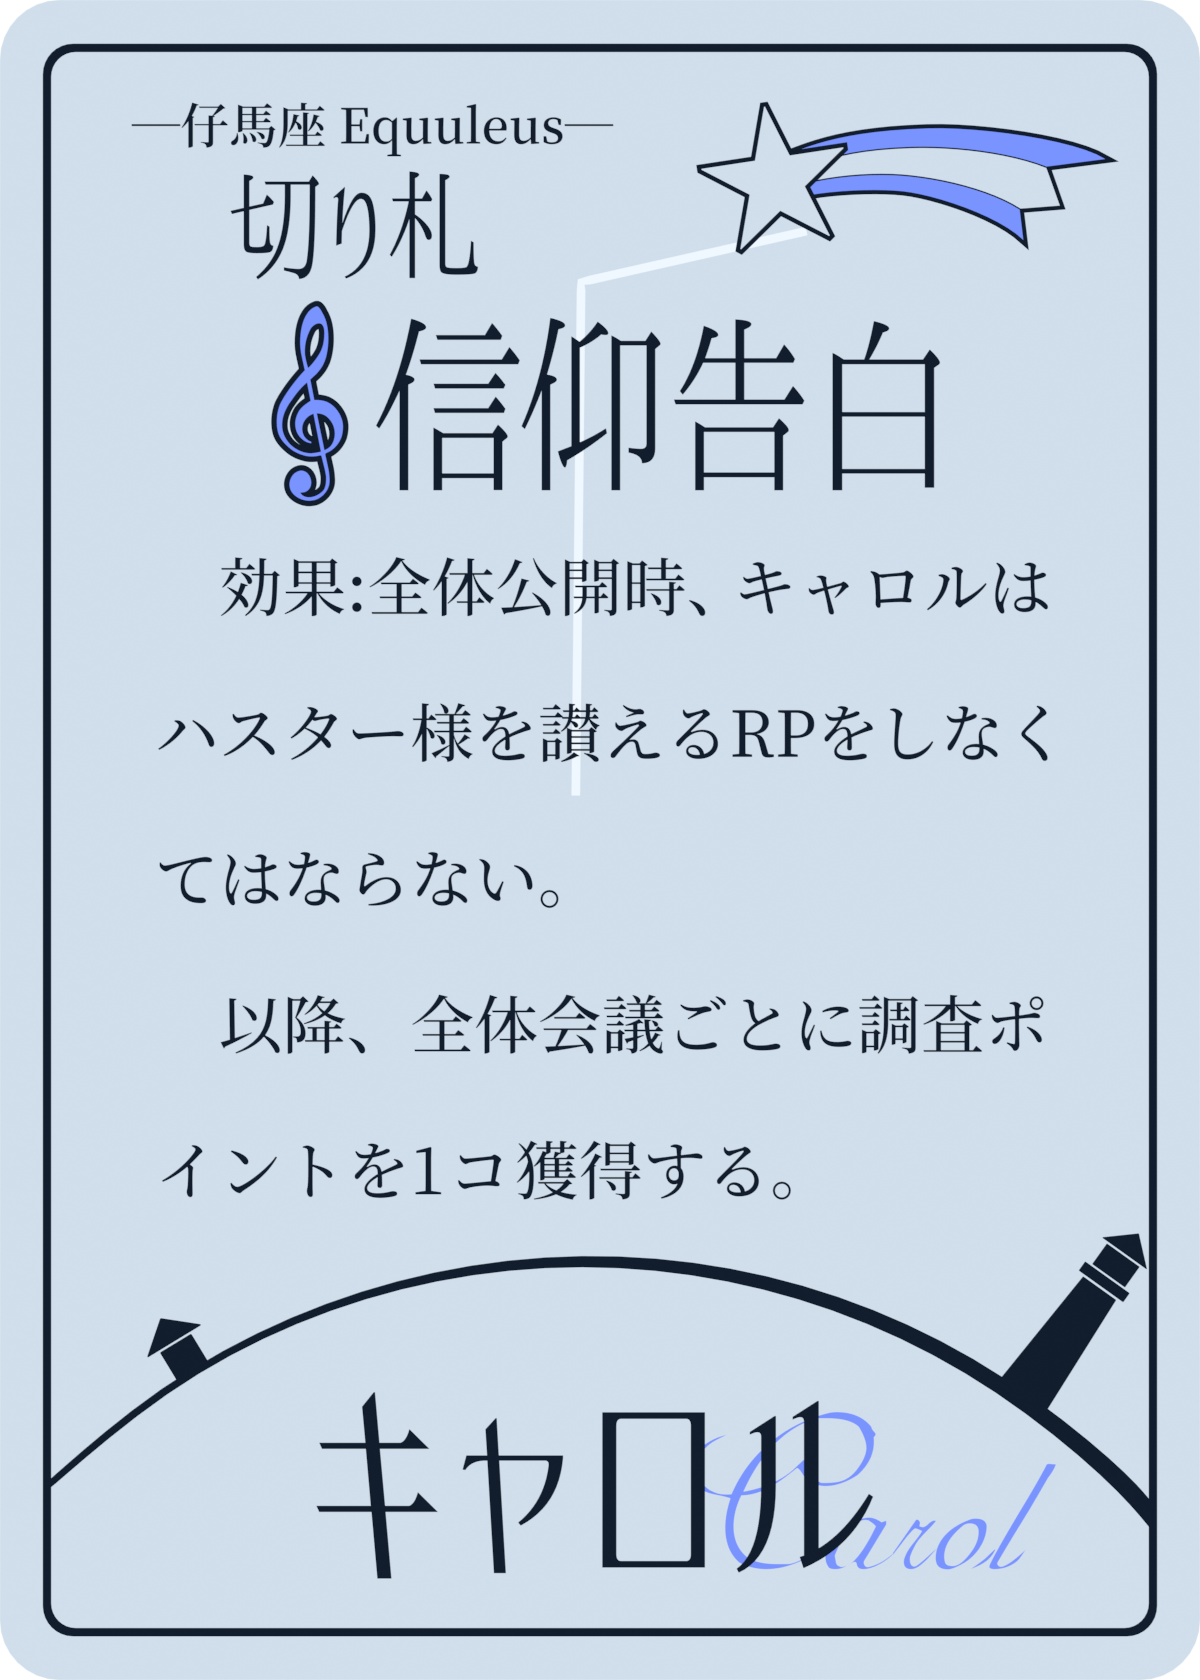 ―仔馬座 Equuleus―
切り札
信仰告白
効果:全体公開時、キャロルは
ハスター様を讃えるRPをしなく
てはならない。
以降、全体会議ごとに調査ポ
イントを1コ獲得する。
キャロル
Carol